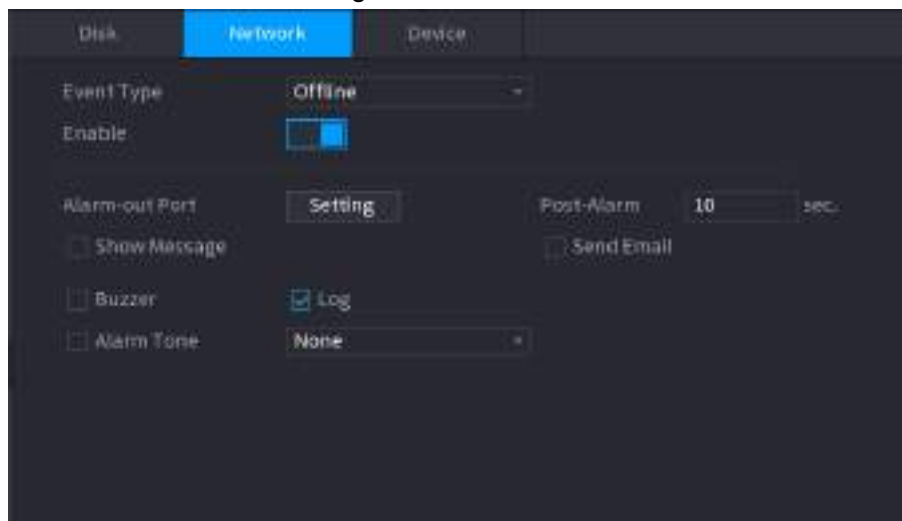 Disk Network Device
Event Type Offline
Enable
Alarm-out Port Setting Post-Alarm 10 sec.
Show Message Send Email
Buzzer Log
Alarm Tone None